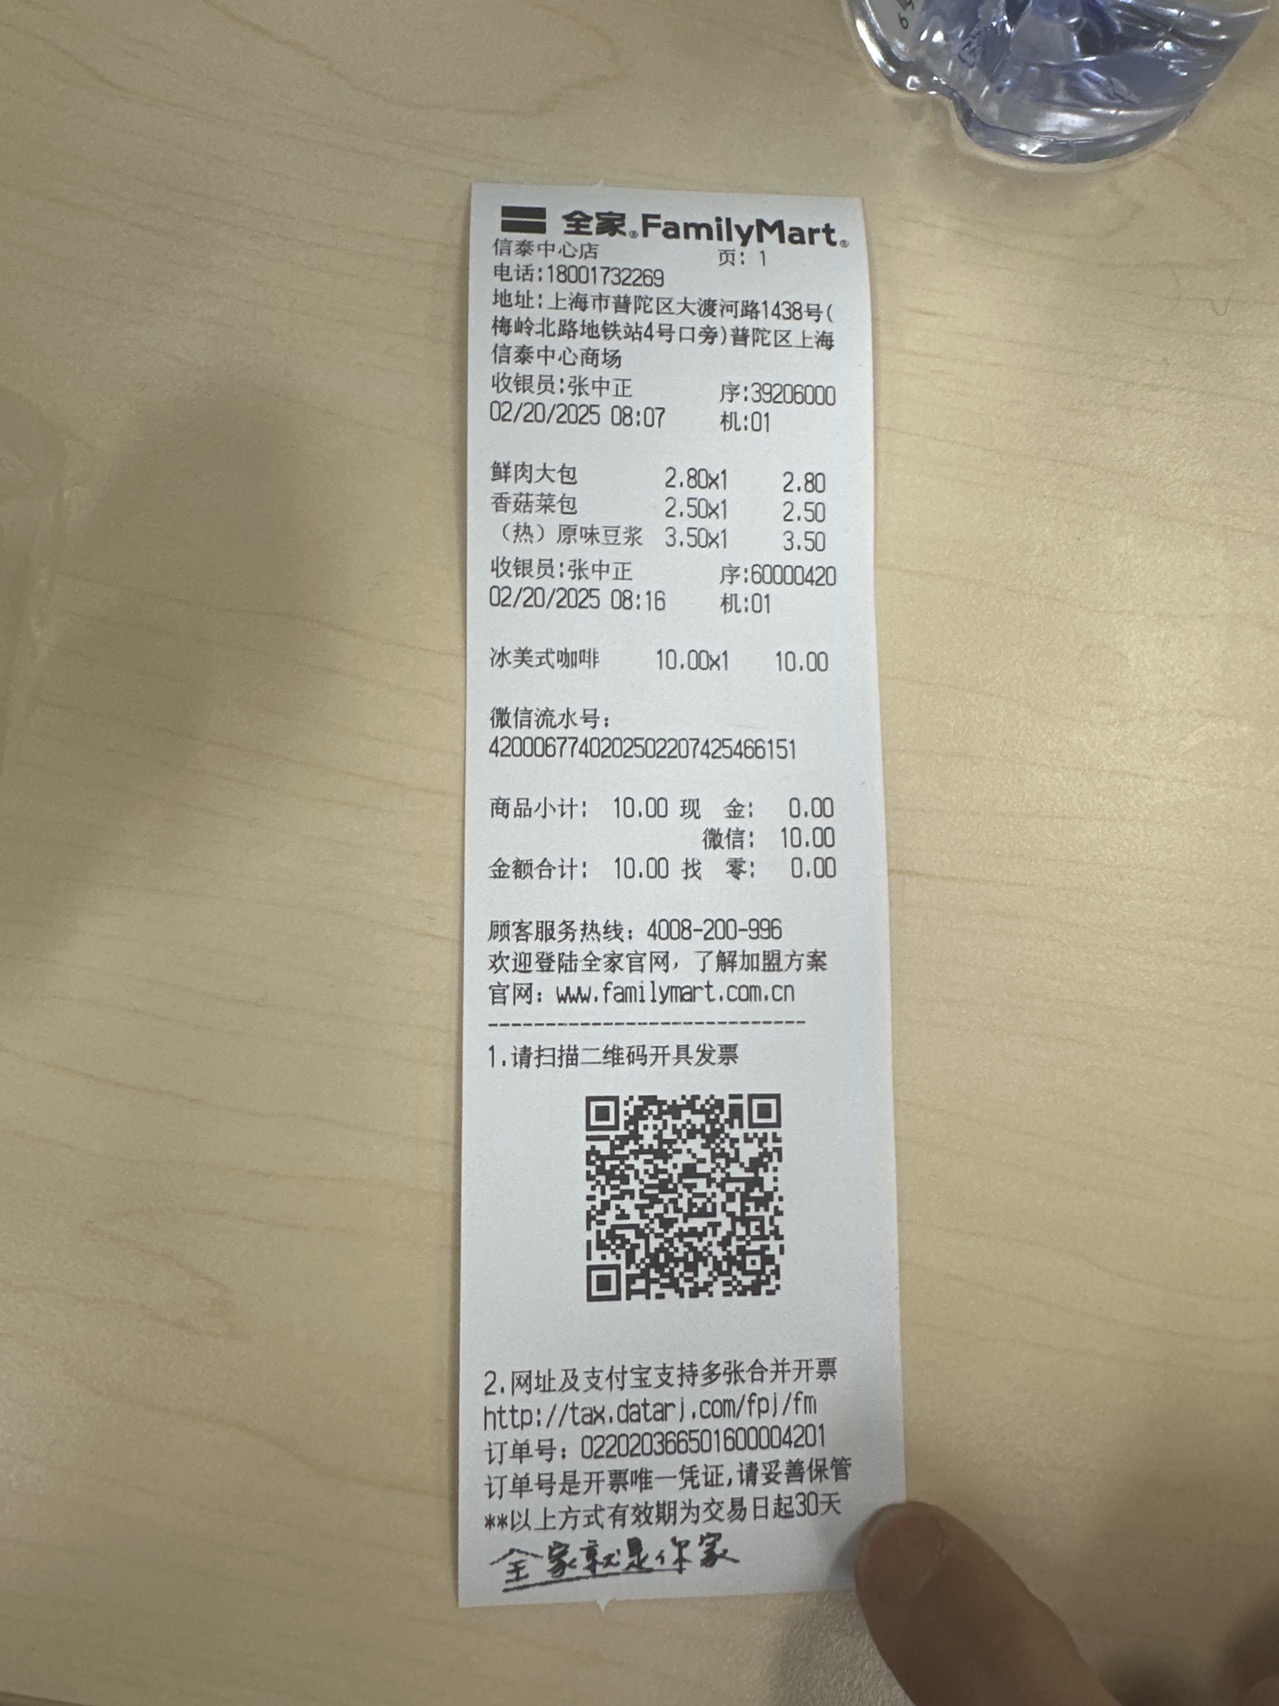 全家®FamilyMart®
信泰中心店 页: 1
电话:18001732269
地址:上海市普陀区大渡河路1438号(
梅岭北路地铁站4号口旁)普陀区上海
信泰中心商场
收银员:张中正 序:39206000
02/20/2025 08:07 机:01
鲜肉大包 2.80x1 2.80
香菇菜包 2.50x1 2.50
（热）原味豆浆 3.50x1 3.50
收银员:张中正 序:60000420
02/20/2025 08:16 机:01
冰美式咖啡 10.00x1 10.00
微信流水号:
4200067740202502207425466151
商品小计: 10.00 现 金: 0.00
微信: 10.00
金额合计: 10.00 找 零: 0.00
顾客服务热线: 4008-200-996
欢迎登陆全家官网, 了解加盟方案
官网: www.familymart.com.cn
----------------------------
1.请扫描二维码开具发票
2.网址及支付宝支持多张合并开票
http://tax.datarj.com/fpj/fm
订单号: 022020366501600004201
订单号是开票唯一凭证,请妥善保管
**以上方式有效期为交易日起30天
全家就是你家